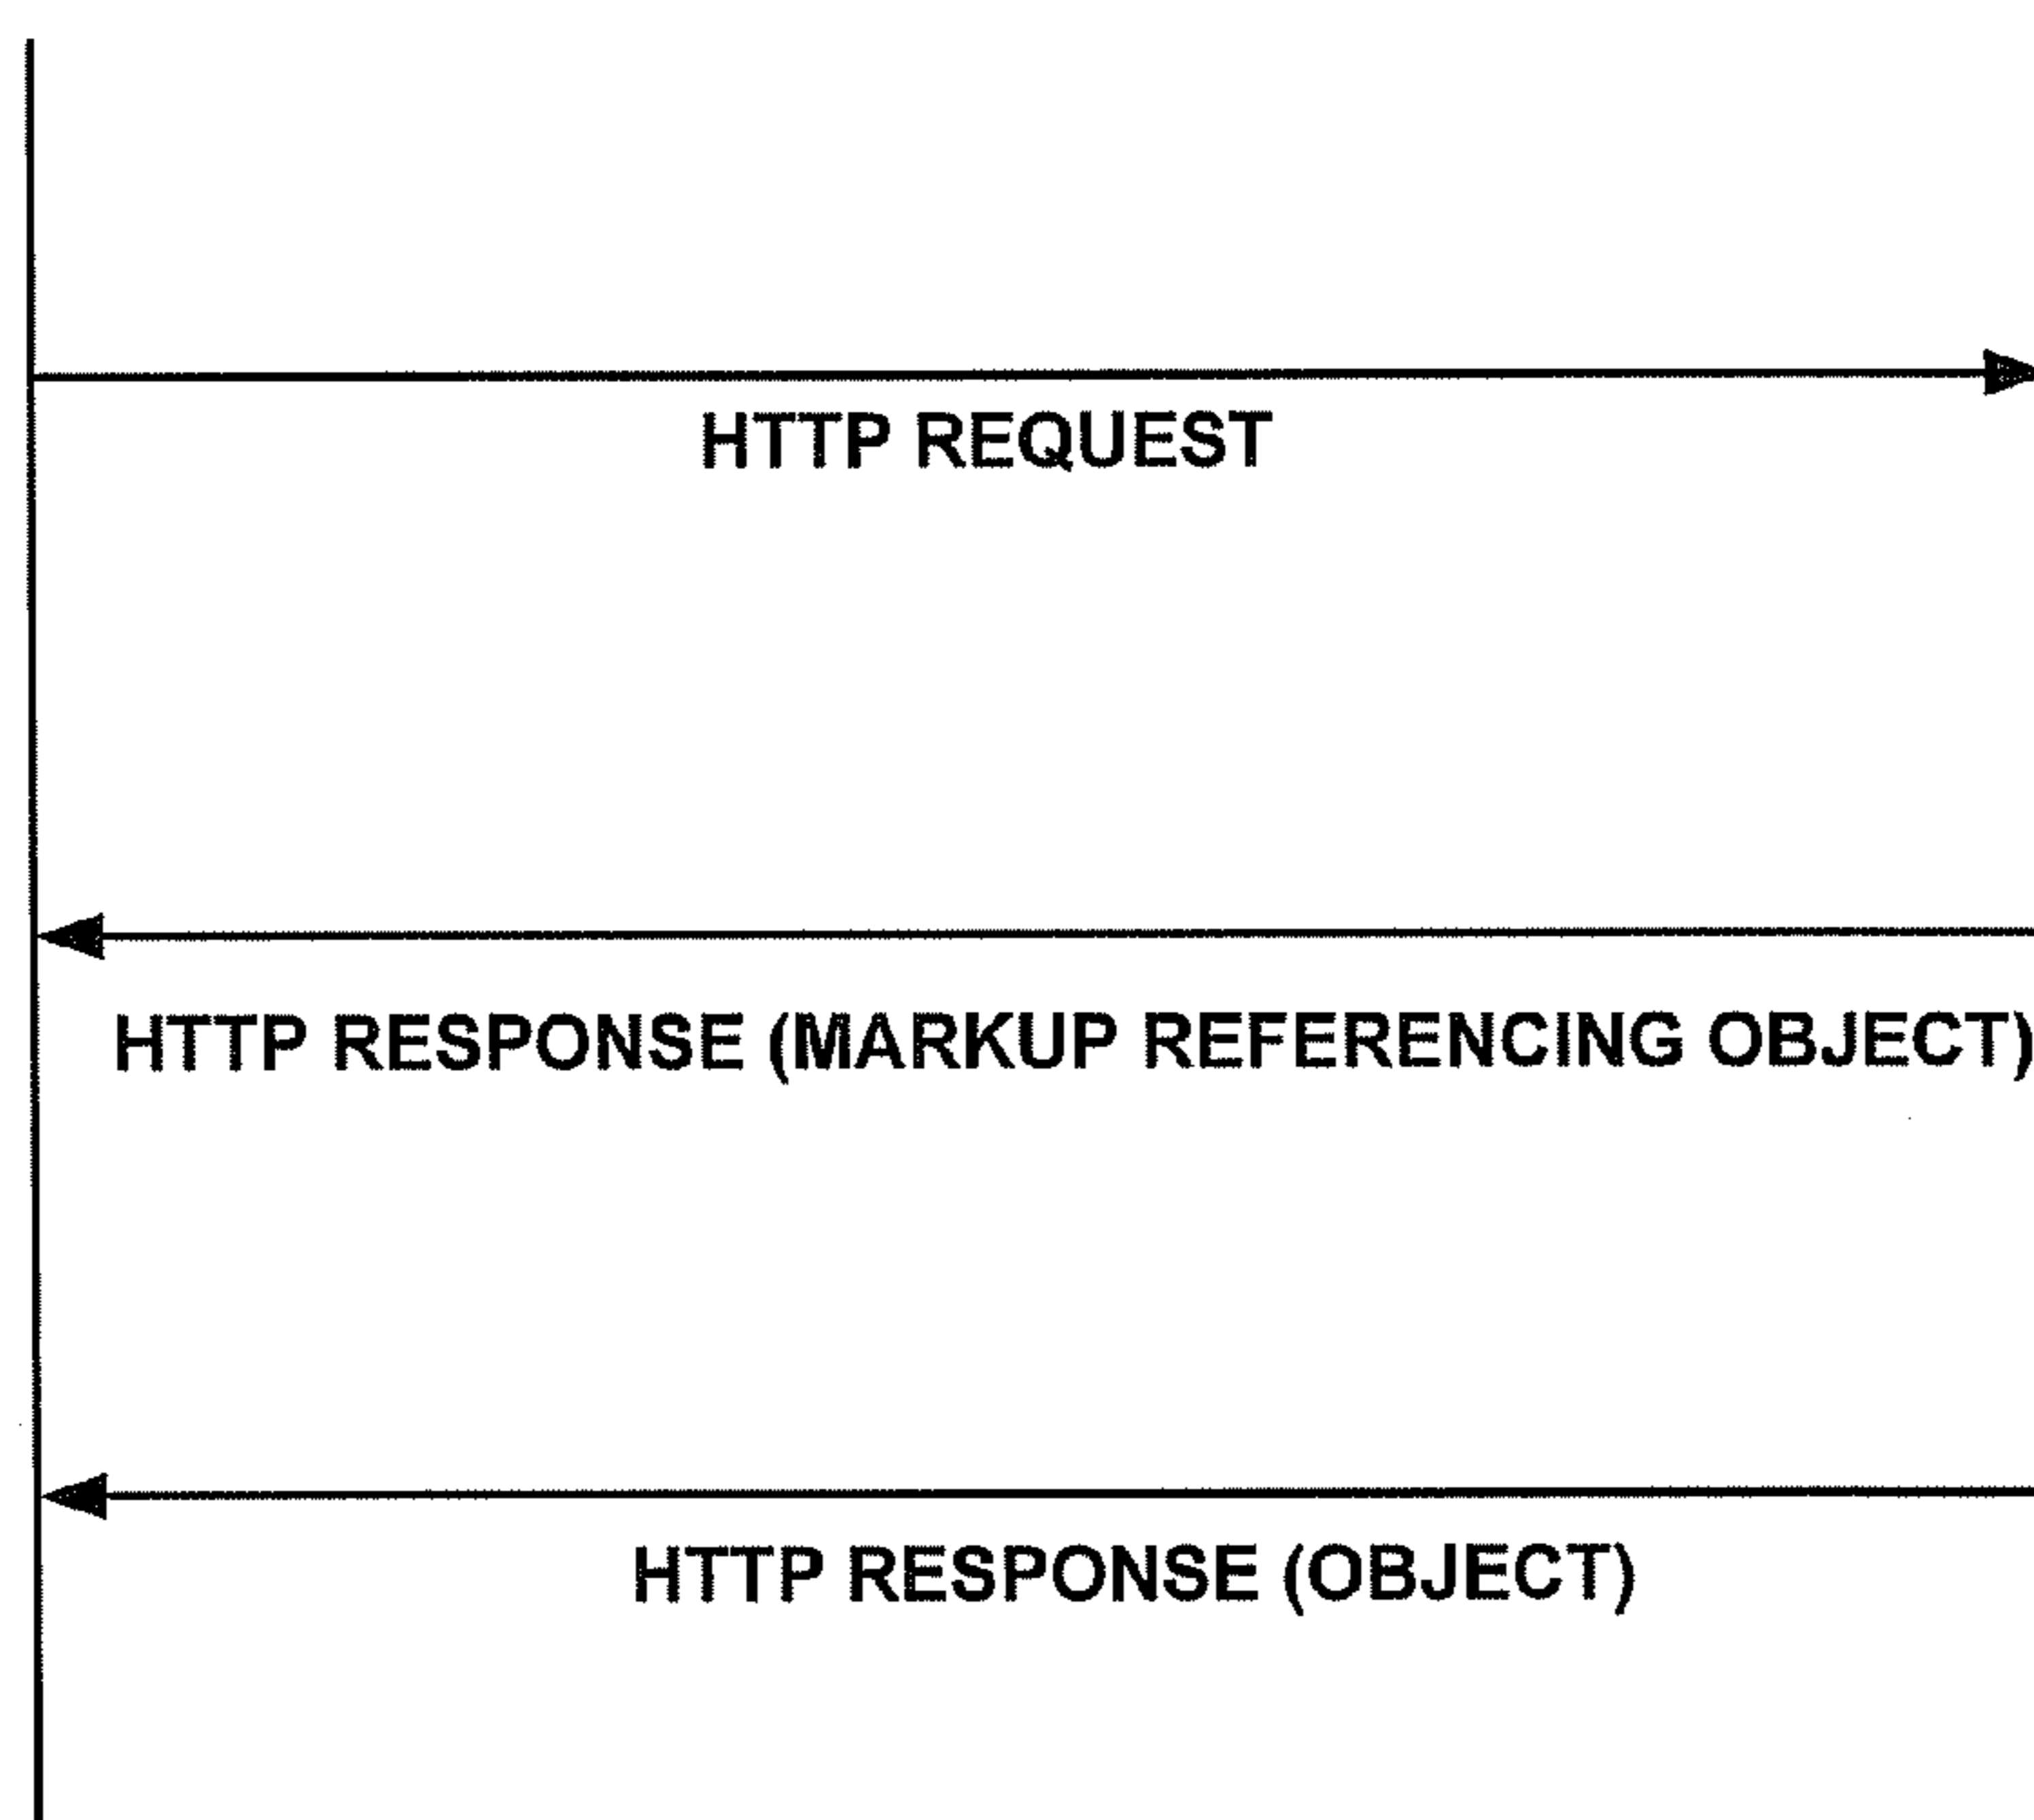 HTTP REQUEST
HTTP RESPONSE (MARKUP REFERENCING OBJECT)
HTTP RESPONSE (OBJECT)